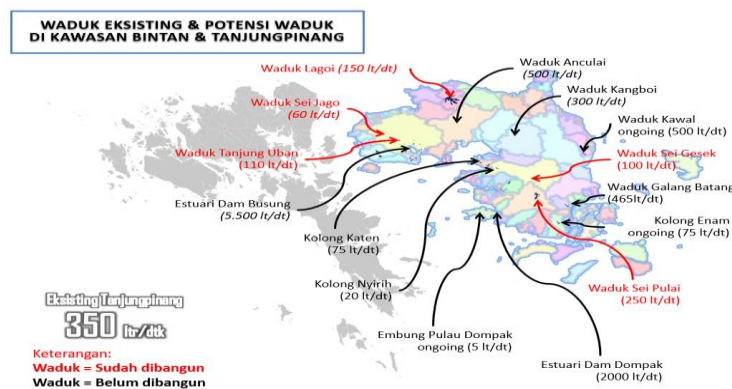 WADUK EKSISTING & POTENSI WADUK
DI KAWASAN BINTAN & TANJUNGPINANG
Waduk Lagoi (150 lt/dt)
Waduk Anculai
(500 lt/dt)
Waduk Kangboi
(300 lt/dt)
Waduk Sei Jago
(60 lt/dt)
Waduk Kawal
ongoing (500 lt/dt)
Waduk Tanjung Uban
(110 lt/dt)
Waduk Sei Gesek
(100 lt/dt)
Waduk Galang Batang
(465lt/dt)
Estuari Dam Busung
(5.500 lt/dt)
Kolong Enam
ongoing (75 lt/dt)
Kolong Katen
(75 lt/dt)
Kolong Nyirih
(20 lt/dt)
Waduk Sei Pulai
(250 lt/dt)
Eksisting Tanjungpinang
350 ltr/dtk
Embung Pulau Dompak
ongoing (5 lt/dt)
Estuari Dam Dompak
(2000 lt/dt)
Keterangan:
Waduk = Sudah dibangun
Waduk = Belum dibangun